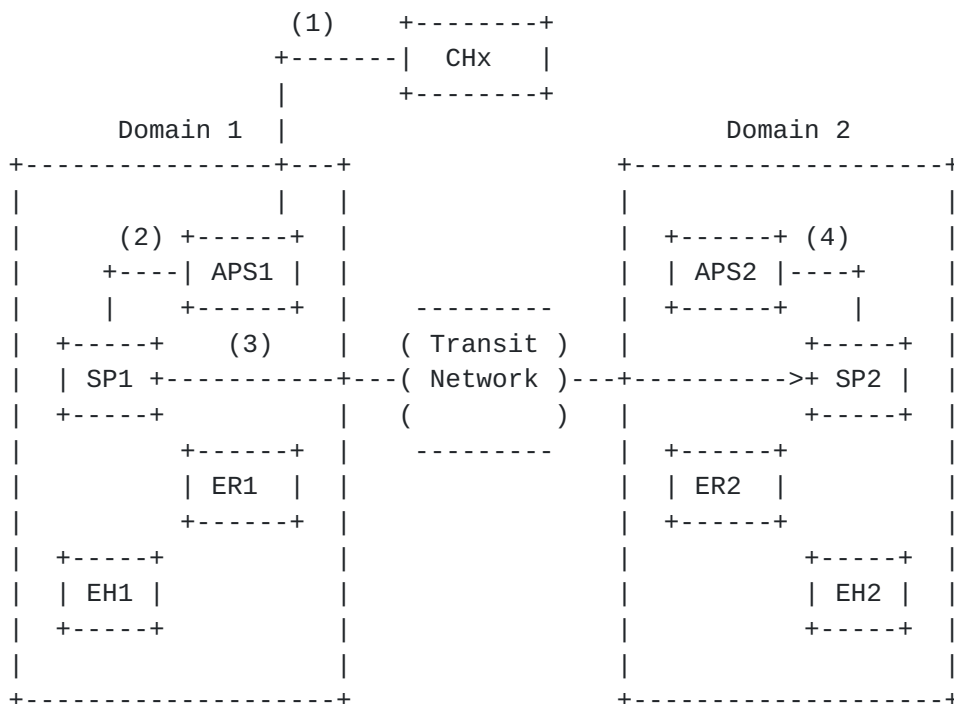 (1)
CHx
Domain 1
Domain 2
(2)
(4)
APS1
APS2
(3)
Transit
SP1
Network
SP2
ER1
ER2
EH1
EH2